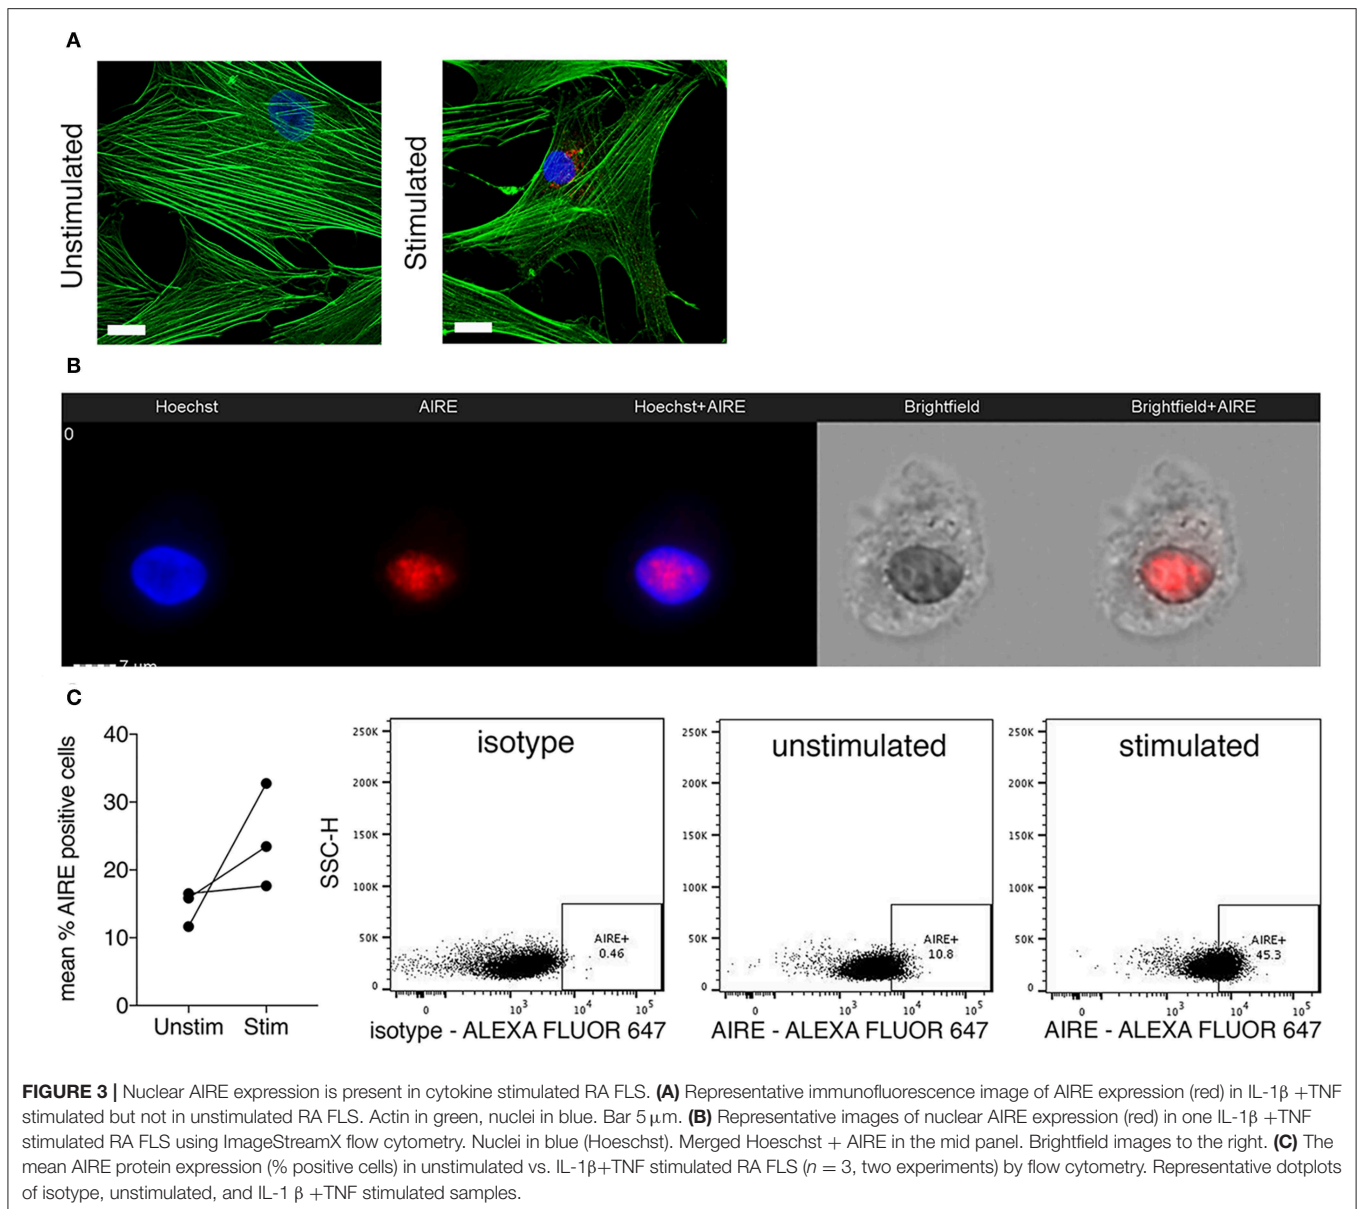 A
Unstimulated
Stimulated
B
Hoechst AIRE Hoechst+AIRE Brightfield Brightfield+AIRE
0
7 µm
C
mean % AIRE positive cells
40
30
20
10
0
Unstim Stim
SSC-H
isotype
250K
200K
150K
100K
50K
0
AIRE+
0.46
0 10³ 10⁴ 10⁵
isotype - ALEXA FLUOR 647
unstimulated
250K
200K
150K
100K
50K
0
AIRE+
10.8
0 10³ 10⁴ 10⁵
AIRE - ALEXA FLUOR 647
stimulated
250K
200K
150K
100K
50K
0
AIRE+
45.3
0 10³ 10⁴ 10⁵
AIRE - ALEXA FLUOR 647
FIGURE 3 | Nuclear AIRE expression is present in cytokine stimulated RA FLS. (A) Representative immunofluorescence image of AIRE expression (red) in IL-1β +TNF
stimulated but not in unstimulated RA FLS. Actin in green, nuclei in blue. Bar 5 µm. (B) Representative images of nuclear AIRE expression (red) in one IL-1β +TNF
stimulated RA FLS using ImageStreamX flow cytometry. Nuclei in blue (Hoeschst). Merged Hoeschst + AIRE in the mid panel. Brightfield images to the right. (C) The
mean AIRE protein expression (% positive cells) in unstimulated vs. IL-1β+TNF stimulated RA FLS (n = 3, two experiments) by flow cytometry. Representative dotplots
of isotype, unstimulated, and IL-1 β +TNF stimulated samples.